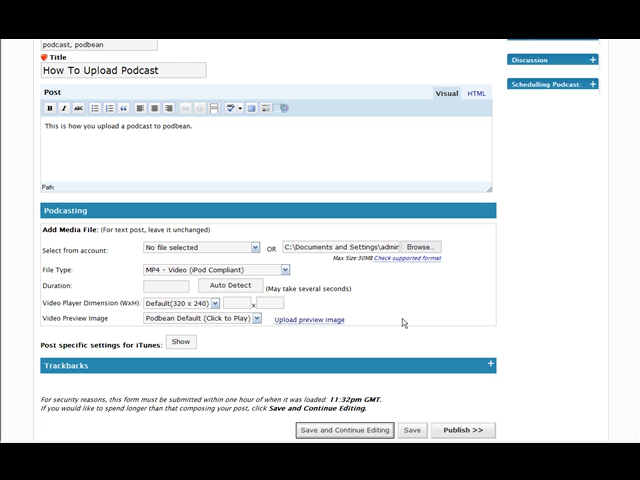 podcast, podbean
Title
How To Upload Podcast
Discussion +
Schedulling Podcast: +
Post
Visual HTML
B I ABC
This is how you upload a podcast to podbean.
Path:
Podcasting
Add Media File: (For text post, leave it unchanged)
Select from account: No file selected OR C:\Documents and Settings\admin Browse...
Max Size:50MB Check supported format
File Type: MP4 - Video (iPod Compliant)
Duration: Auto Detect (May take several seconds)
Video Player Dimension (WxH): Default(320 x 240) x
Video Preview Image Podbean Default (Click to Play) Upload preview image
Post specific settings for iTunes: Show
Trackbacks +
For security reasons, this form must be submitted within one hour of when it was loaded: 11:32pm GMT.
If you would like to spend longer than that composing your post, click Save and Continue Editing.
Save and Continue Editing Save Publish >>